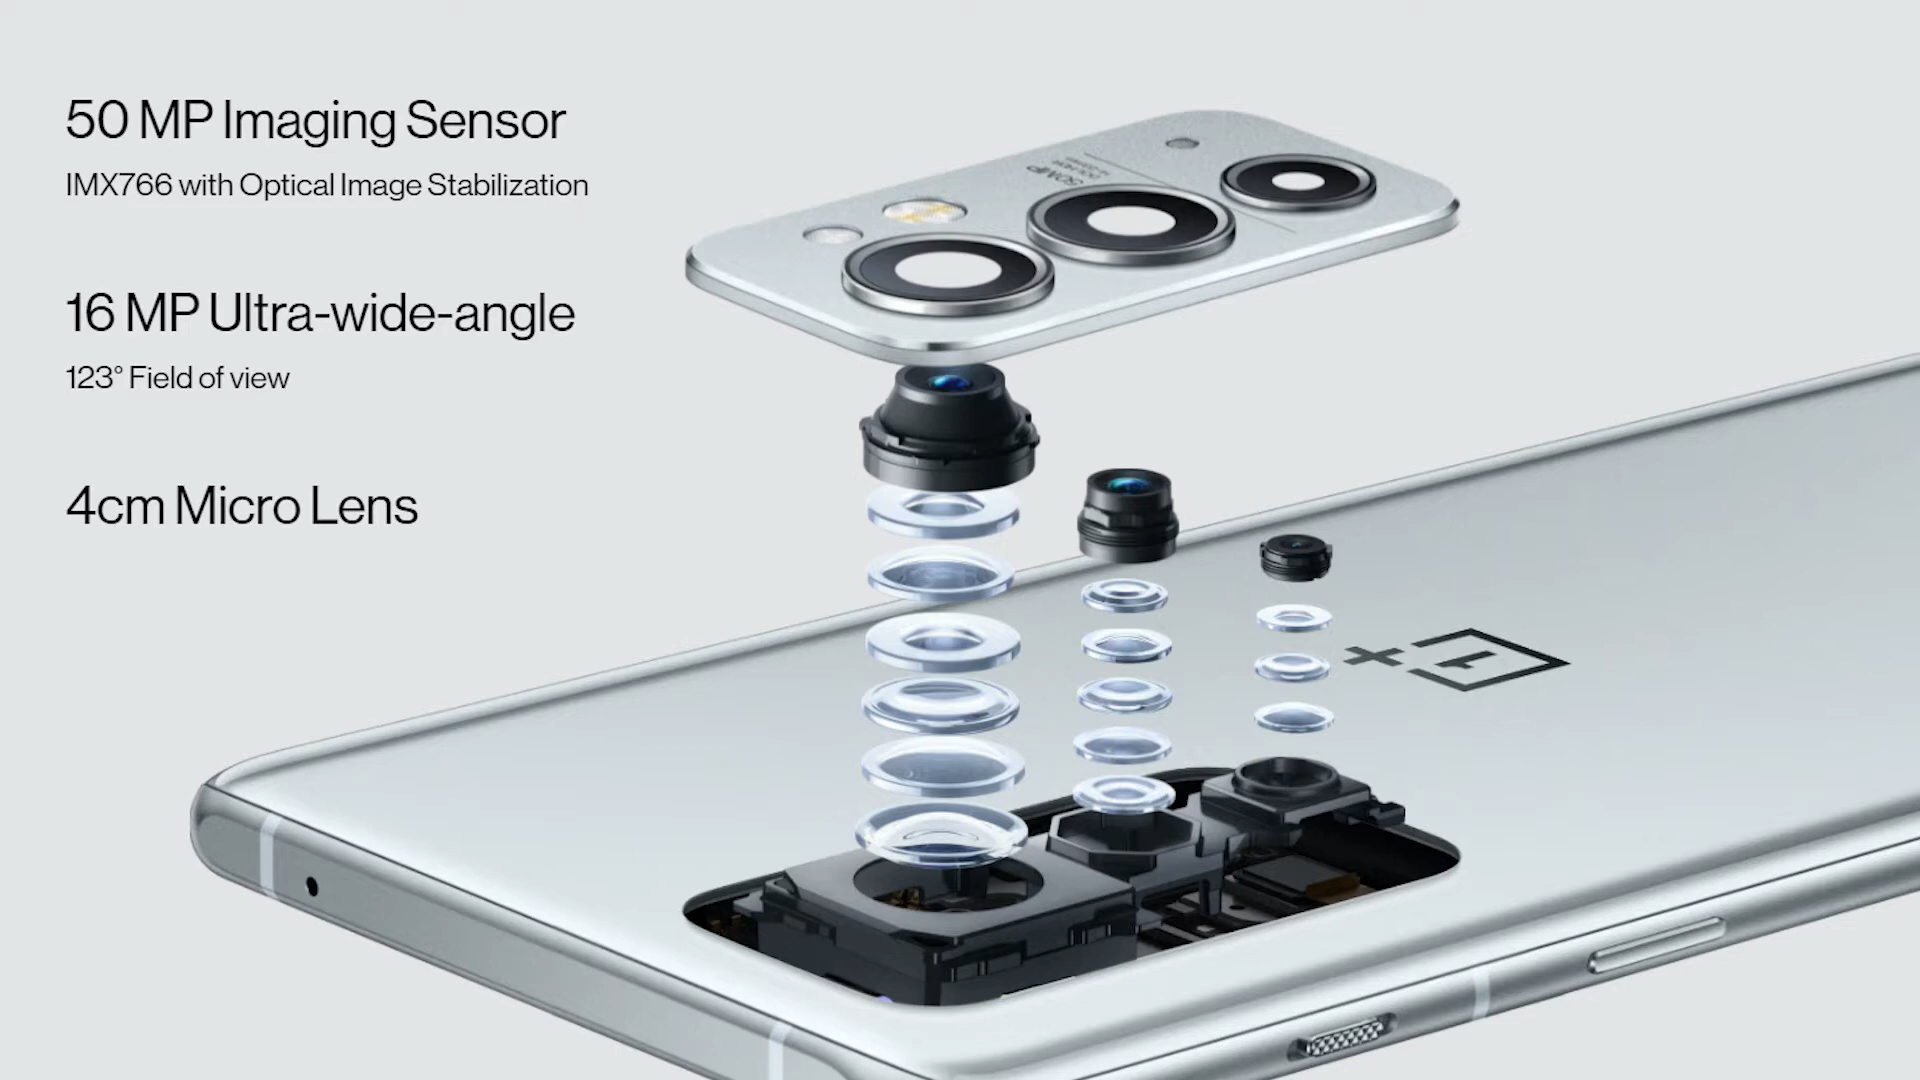 50 MP Imaging Sensor
IMX766 with Optical Image Stabilization
16 MP Ultra-wide-angle
123° Field of view
4cm Micro Lens
50MP